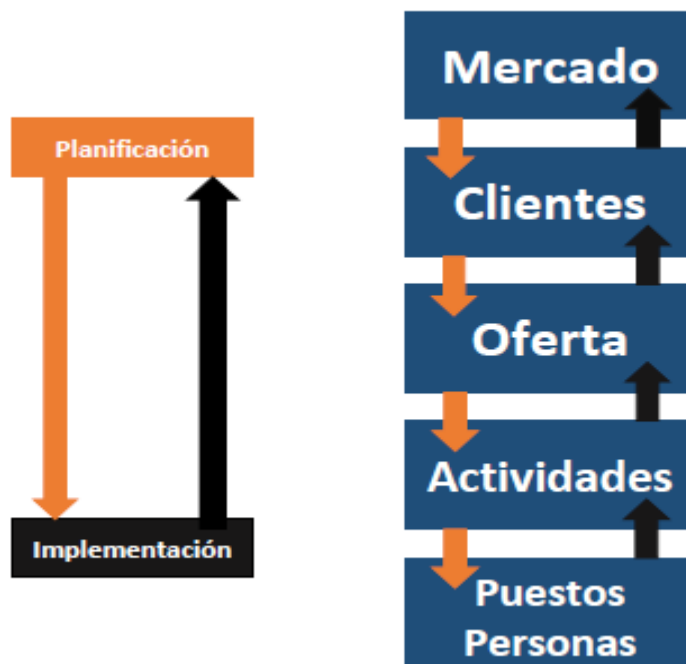 Planificación
Implementación
Mercado
Clientes
Oferta
Actividades
Puestos
Personas